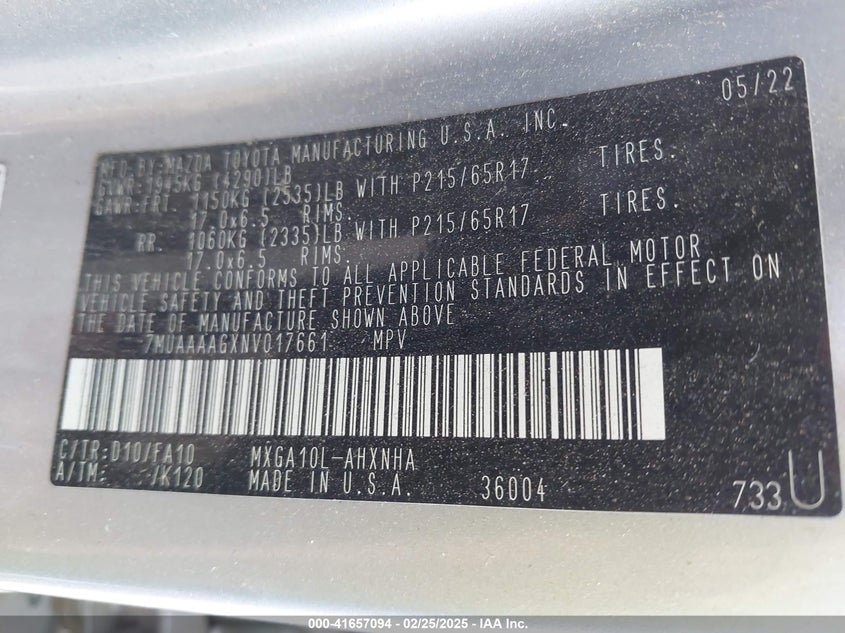 05/22
MFD.BY:MAZDA TOYOTA MANUFACTURING U.S.A. INC.
GVWR:1945KG (4290)LB
GAWR:FRT. 1150KG (2535)LB WITH P215/65R17 TIRES.
17.0x6.5 RIMS.
RR. 1060KG (2335)LB WITH P215/65R17 TIRES.
17.0x6.5 RIMS.
THIS VEHICLE CONFORMS TO ALL APPLICABLE FEDERAL MOTOR
VEHICLE SAFETY AND THEFT PREVENTION STANDARDS IN EFFECT ON
THE DATE OF MANUFACTURE SHOWN ABOVE.
7MUAAAAGXNV017661 MPV
C/TR:D10/FA10 MXGA10L-AHXNHA
A/TM: -/K120 MADE IN U.S.A. 36004 733 U
000-41657094 - 02/25/2025 - IAA Inc.